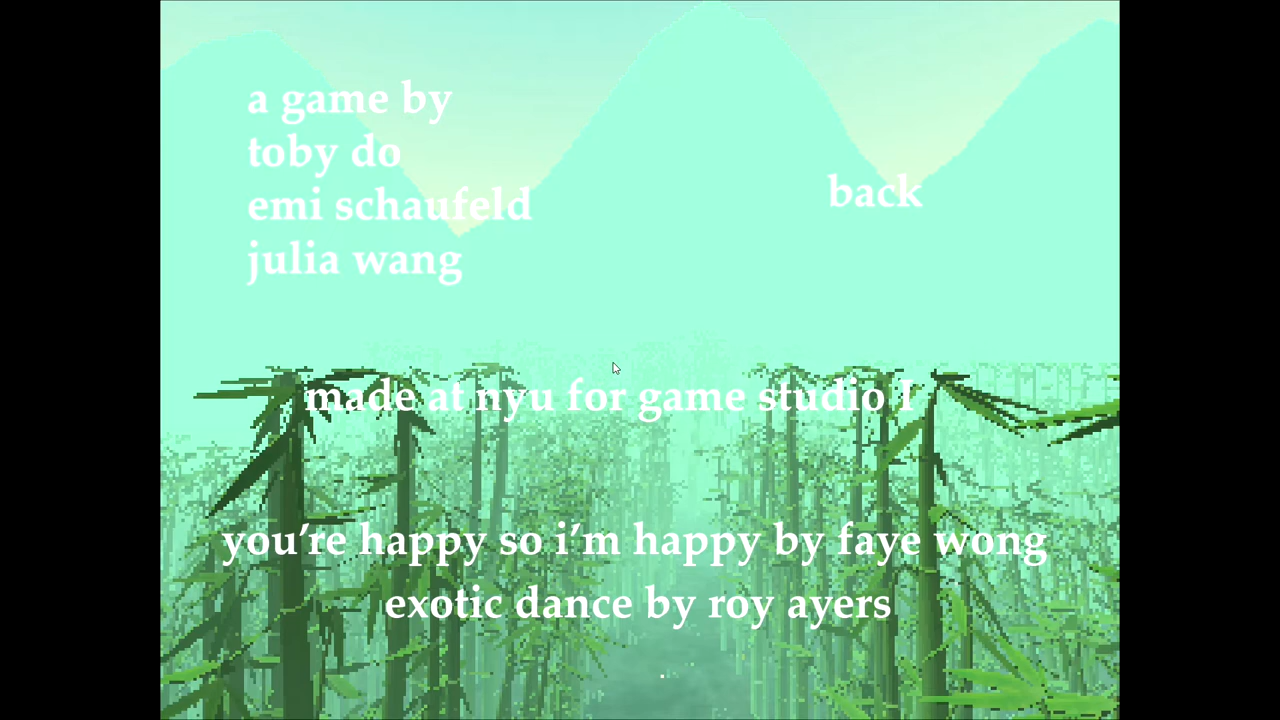 a game by
toby do
emi schaufeld
julia wang
back
made at nyu for game studio I
you’re happy so i’m happy by faye wong
exotic dance by roy ayers